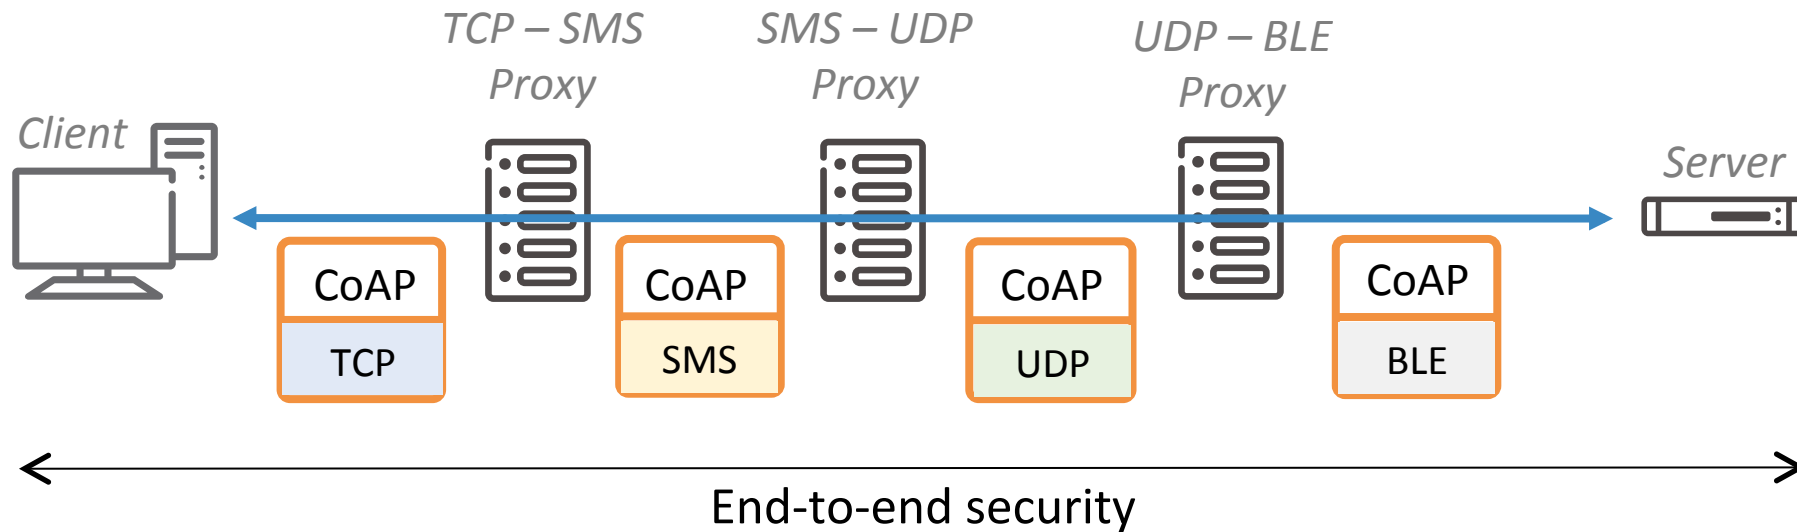 TCP – SMS
Proxy
SMS – UDP
Proxy
UDP – BLE
Proxy
Client
Server
CoAP
TCP
CoAP
SMS
CoAP
UDP
CoAP
BLE
End-to-end security